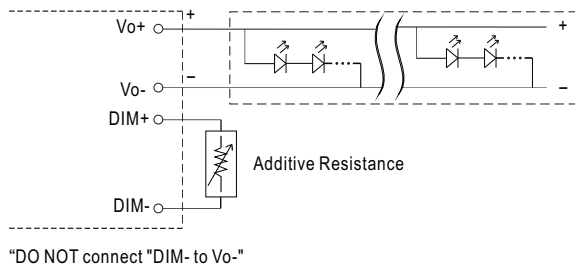 Vo+
+
+
Vo-
−
−
DIM+
Additive Resistance
DIM-
“DO NOT connect "DIM- to Vo-"